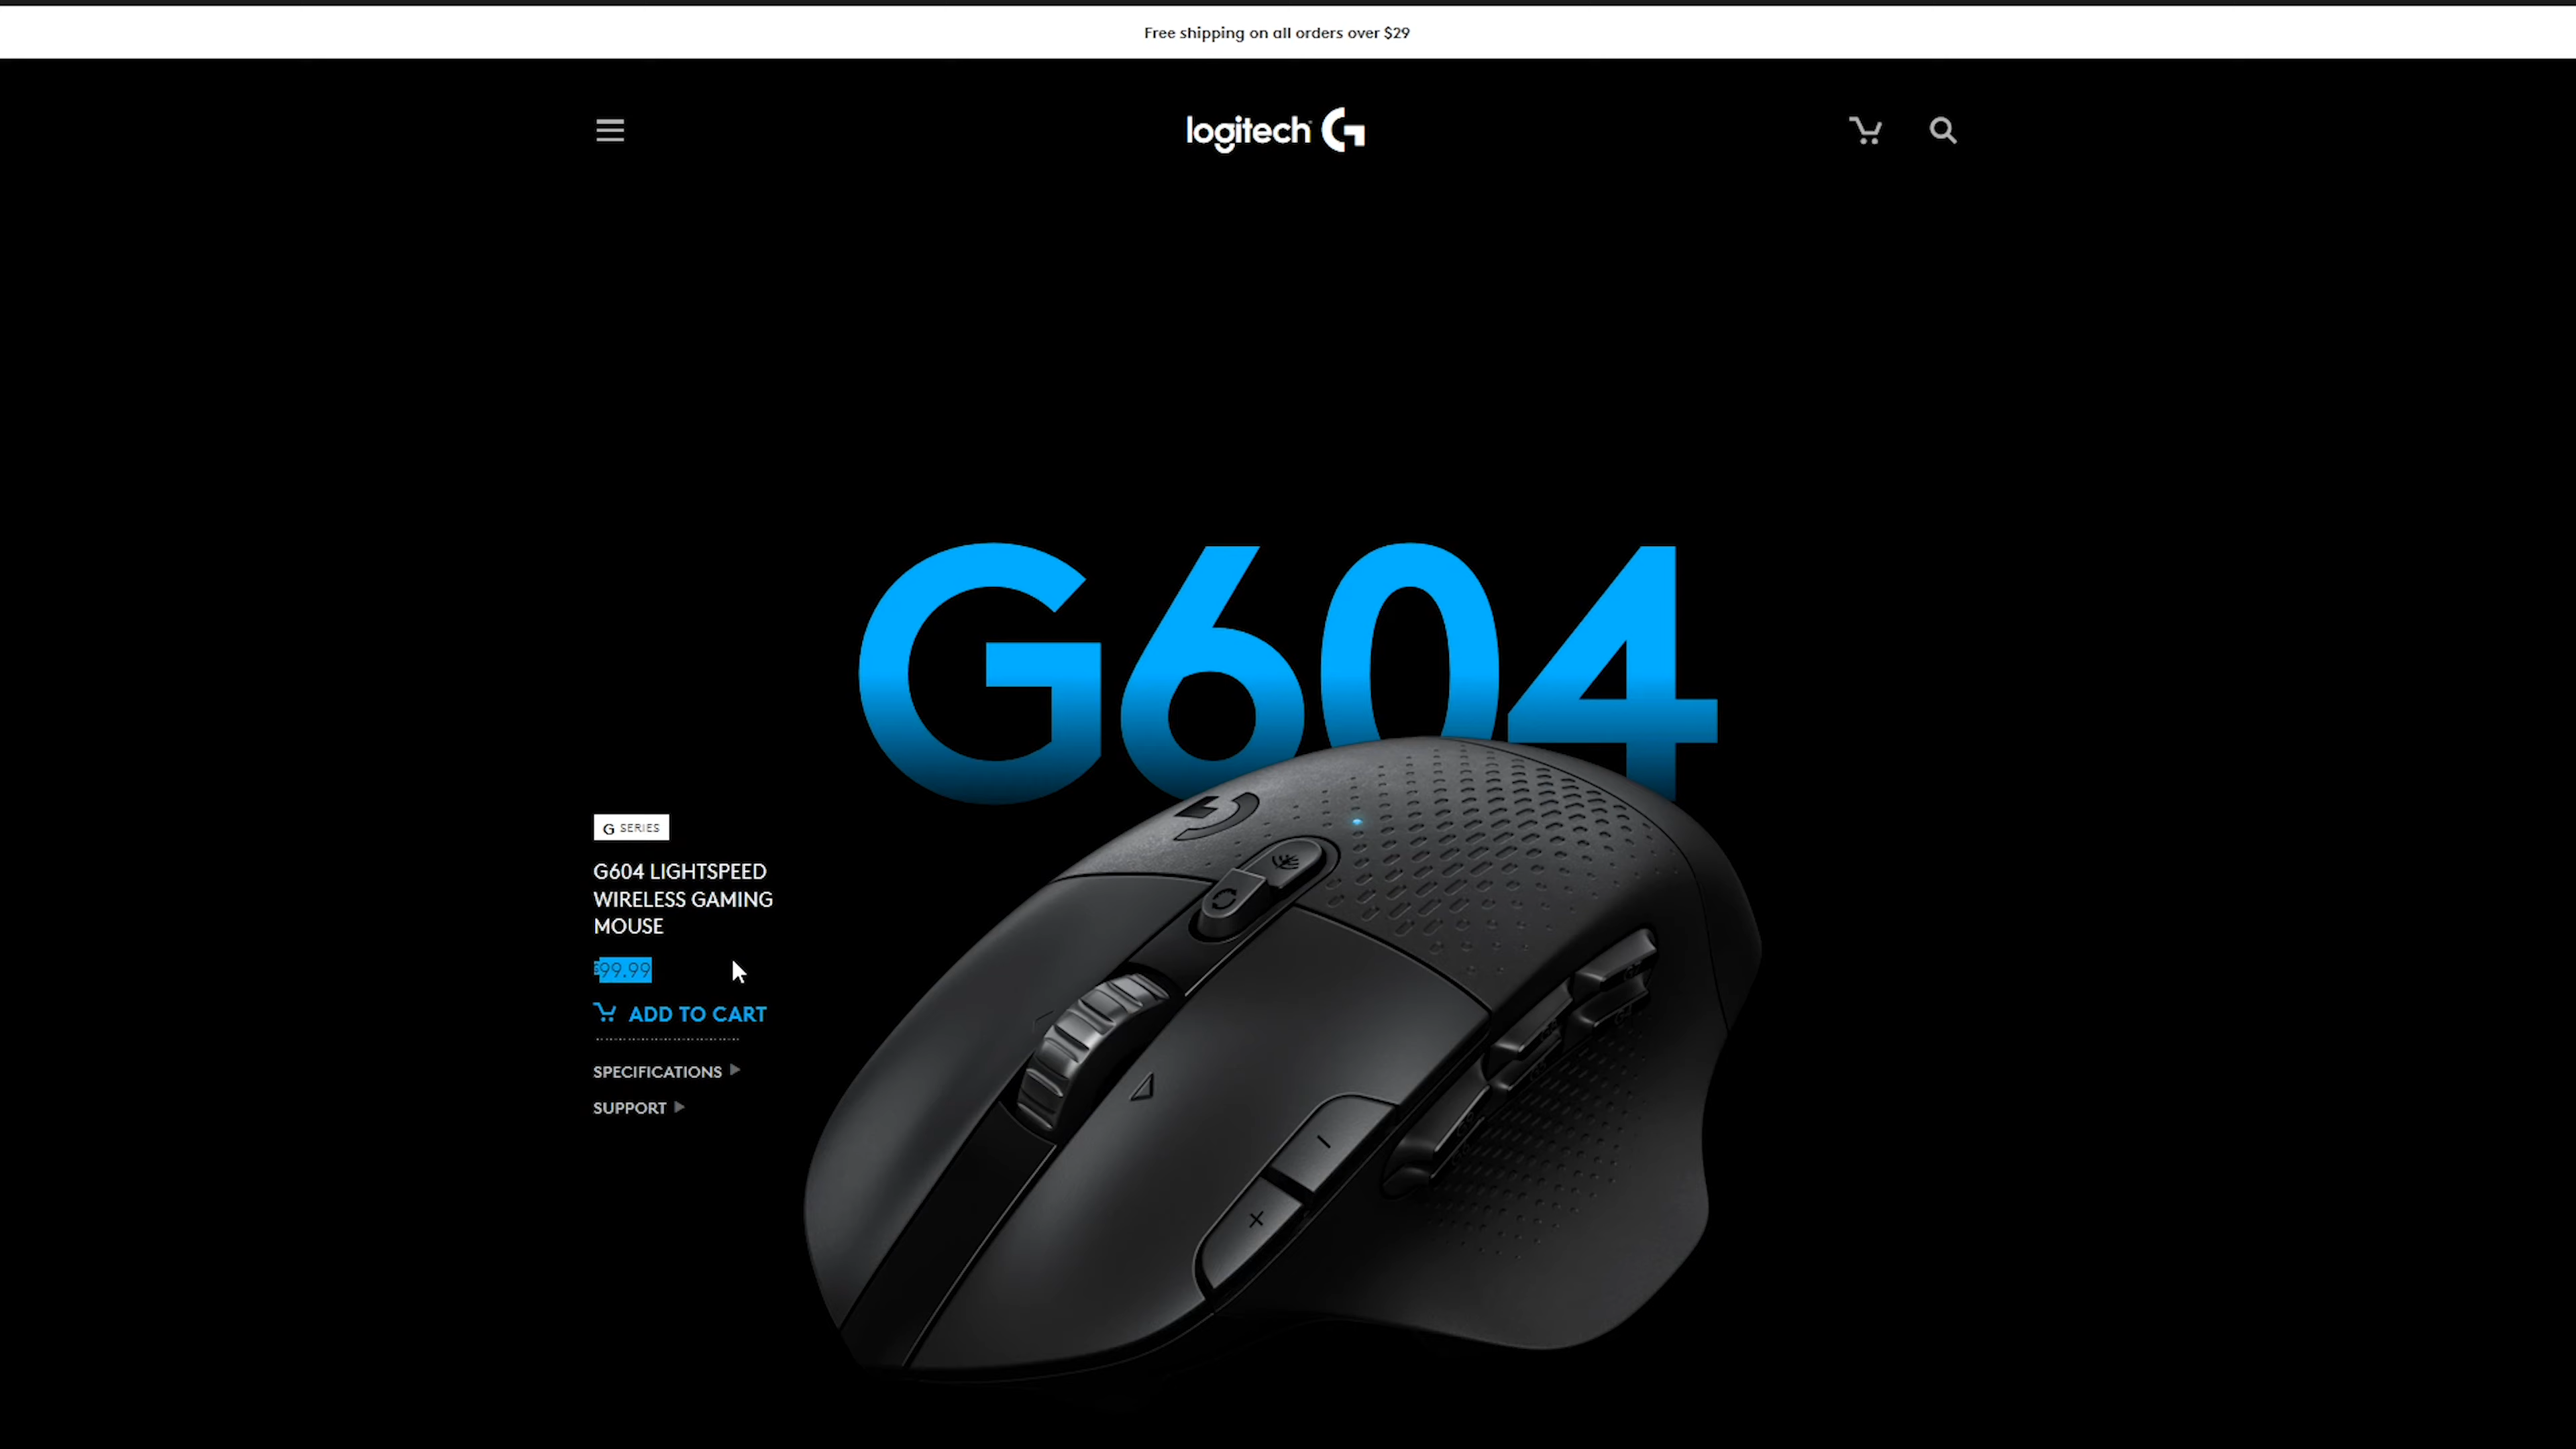 Free shipping on all orders over $29
logitech G
G604
G SERIES
G604 LIGHTSPEED
WIRELESS GAMING
MOUSE
99.99
ADD TO CART
SPECIFICATIONS
SUPPORT